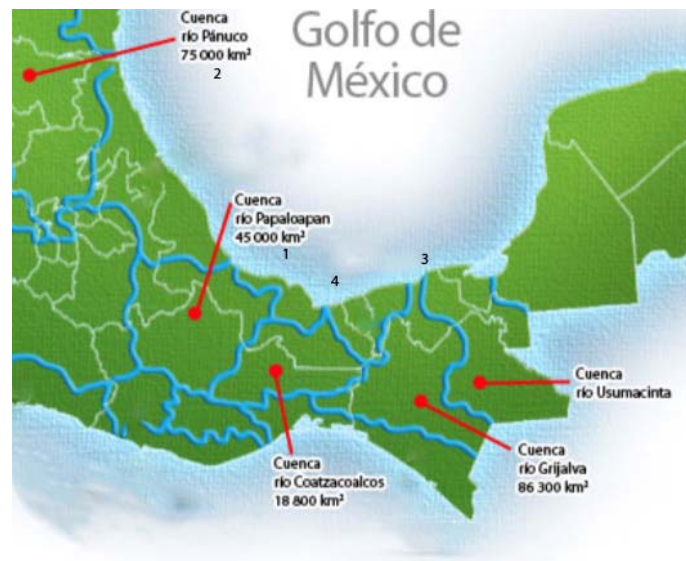 Cuenca
río Pánuco
75 000 km²
2
Golfo de
México
Cuenca
río Papaloapan
45 000 km²
1
4
3
Cuenca
río Usumacinta
Cuenca
río Grijalva
86 300 km²
Cuenca
río Coatzacoalcos
18 800 km²